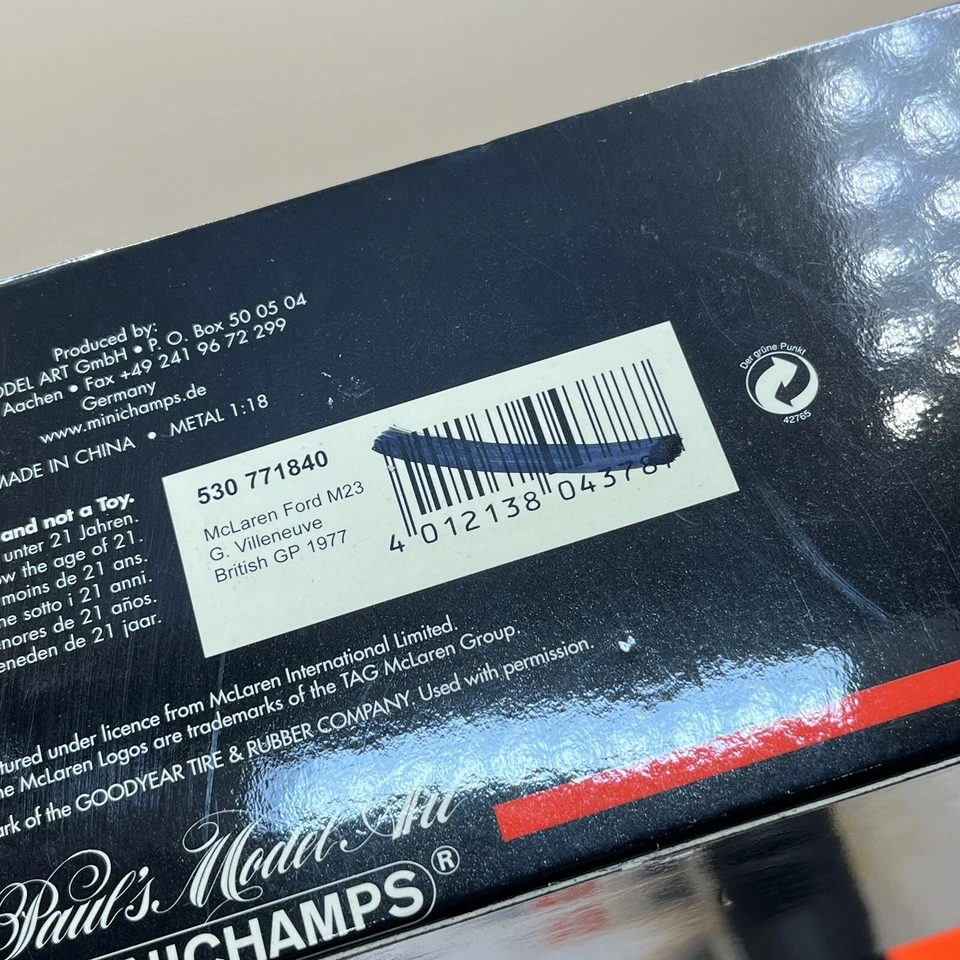 Produced by:
ODEL ART GmbH • P. O. Box 50 05 04
Aachen • Fax +49 241 96 72 299
Germany
www.minichamps.de
MADE IN CHINA • METAL 1:18
and not a Toy.
unter 21 Jahren.
ow the age of 21.
moins de 21 ans.
ne sotto i 21 anni.
enores de 21 años.
eneden de 21 jaar.
530 771840
McLaren Ford M23
G. Villeneuve
British GP 1977
4 012138 04378
Der grüne Punkt
42765
tured under licence from McLaren International Limited.
he McLaren Logos are trademarks of the TAG McLaren Group.
ark of the GOODYEAR TIRE & RUBBER COMPANY. Used with permission.
Paul's Model Art
NICHAMPS®